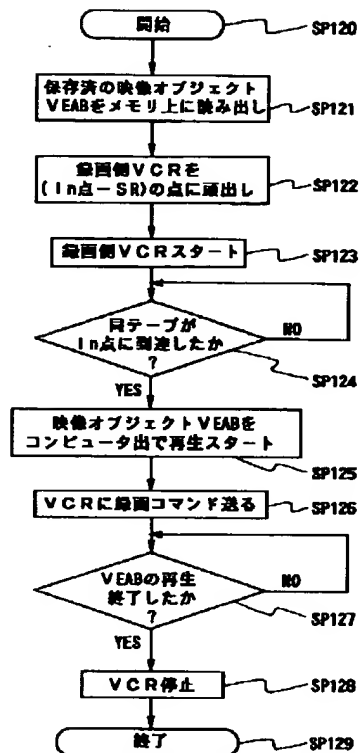 開始
SP120
保存済の映像オブジェクト
VEABをメモリ上に読み出し
SP121
録画側VCRを
(In点-SR)の点に頭出し
SP122
録画側VCRスタート
SP123
同テープが
In点に到達したか
?
NO
SP124
YES
映像オブジェクトVEABを
コンピュータ出で再生スタート
SP125
VCRに録画コマンド送る
SP126
VEABの再生
終了したか
?
NO
SP127
YES
VCR停止
SP128
終了
SP129